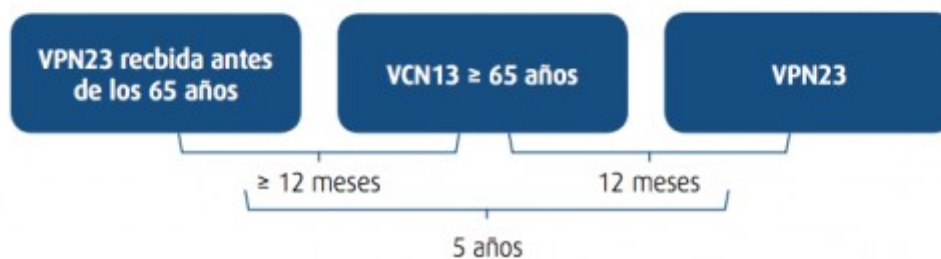 VPN23 recbida antes
de los 65 años
VCN13 ≥ 65 años
VPN23
≥ 12 meses
12 meses
5 años